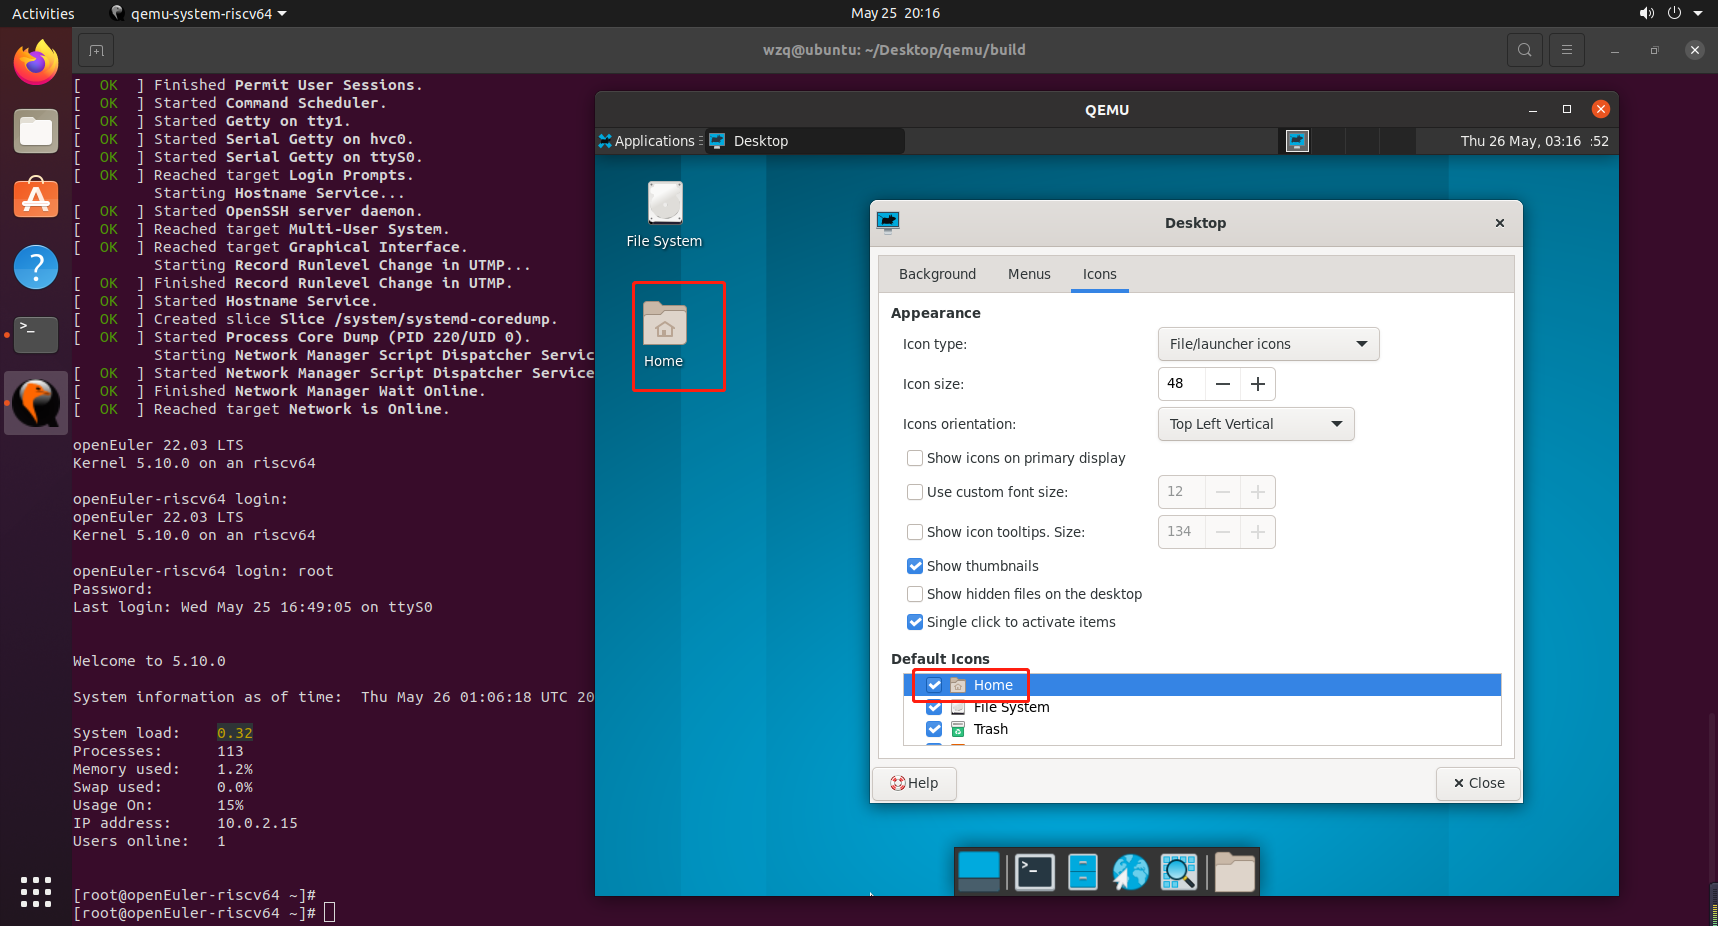 Activities
qemu-system-riscv64
May 25 20:16
wzq@ubuntu: ~/Desktop/qemu/build
[  OK  ] Finished Permit User Sessions.
[  OK  ] Started Command Scheduler.
[  OK  ] Started Getty on tty1.
[  OK  ] Started Serial Getty on hvc0.
[  OK  ] Started Serial Getty on ttyS0.
[  OK  ] Reached target Login Prompts.
         Starting Hostname Service...
[  OK  ] Started OpenSSH server daemon.
[  OK  ] Reached target Multi-User System.
[  OK  ] Reached target Graphical Interface.
         Starting Record Runlevel Change in UTMP...
[  OK  ] Finished Record Runlevel Change in UTMP.
[  OK  ] Started Hostname Service.
[  OK  ] Created slice Slice /system/systemd-coredump.
[  OK  ] Started Process Core Dump (PID 220/UID 0).
         Starting Network Manager Script Dispatcher Servic
[  OK  ] Started Network Manager Script Dispatcher Service
[  OK  ] Finished Network Manager Wait Online.
[  OK  ] Reached target Network is Online.
openEuler 22.03 LTS
Kernel 5.10.0 on an riscv64
openEuler-riscv64 login:
openEuler 22.03 LTS
Kernel 5.10.0 on an riscv64
openEuler-riscv64 login: root
Password:
Last login: Wed May 25 16:49:05 on ttyS0
Welcome to 5.10.0
System information as of time:  Thu May 26 01:06:18 UTC 20
System load:    0.32
Processes:      113
Memory used:    1.2%
Swap used:      0.0%
Usage On:       15%
IP address:     10.0.2.15
Users online:   1
[root@openEuler-riscv64 ~]#
[root@openEuler-riscv64 ~]#
QEMU
Applications
Desktop
Thu 26 May, 03:16 :52
File System
Home
Desktop
Background
Menus
Icons
Appearance
Icon type:
File/launcher icons
Icon size:
48
Icons orientation:
Top Left Vertical
Show icons on primary display
Use custom font size:
12
Show icon tooltips. Size:
134
Show thumbnails
Show hidden files on the desktop
Single click to activate items
Default Icons
Home
File System
Trash
Help
Close